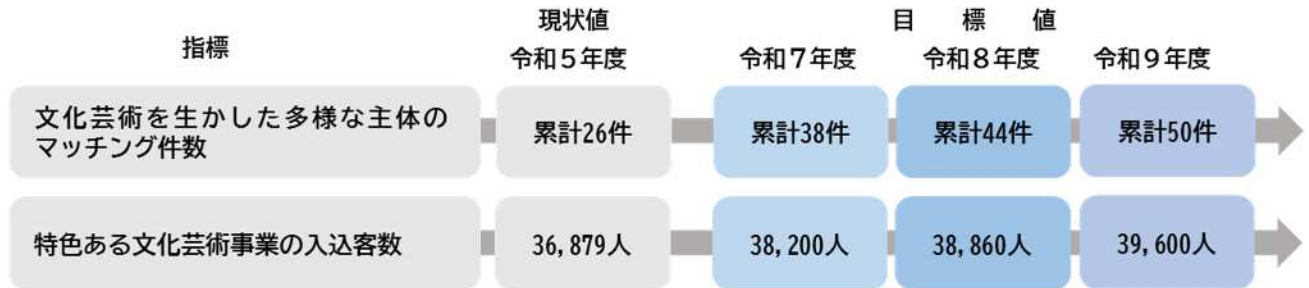 指標
現状値
令和5年度
目標値
令和7年度 令和8年度 令和9年度
文化芸術を生かした多様な主体の
マッチング件数
累計26件 累計38件 累計44件 累計50件
特色ある文化芸術事業の入込客数 36,879人 38,200人 38,860人 39,600人